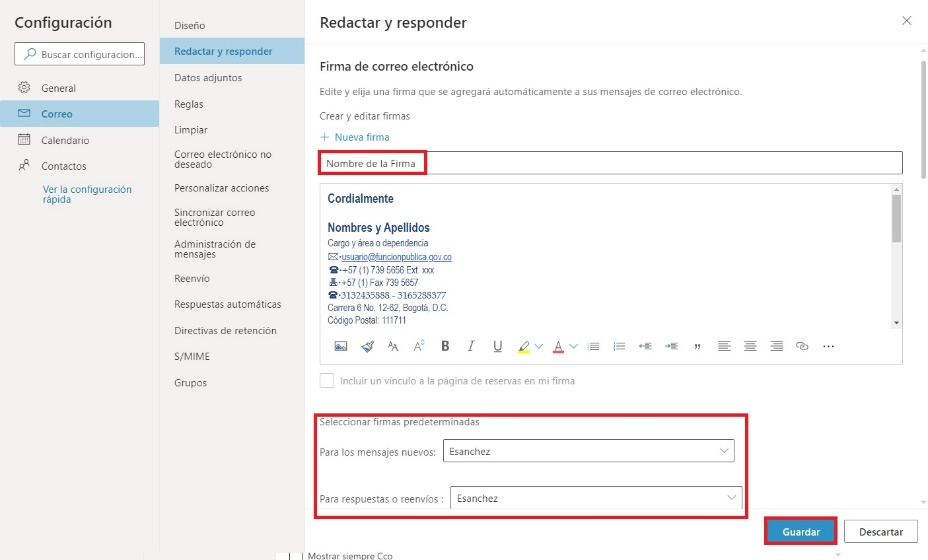 Configuración
Buscar configuracion...
General
Correo
Calendario
Contactos
Ver la configuración
rápida
Diseño
Redactar y responder
Datos adjuntos
Reglas
Limpiar
Correo electrónico no
deseado
Personalizar acciones
Sincronizar correo
electrónico
Administración de
mensajes
Reenvío
Respuestas automáticas
Directivas de retención
S/MIME
Grupos
Redactar y responder
Firma de correo electrónico
Edite y elija una firma que se agregará automáticamente a sus mensajes de correo electrónico.
Crear y editar firmas
Nueva firma
Nombre de la Firma
Cordialmente
Nombres y Apellidos
Cargo y área o dependencia
usuario@funcionpublica.gov.co
+57 (1) 739 5656 Ext. xxx
+57 (1) Fax 739 5657
3132435888 - 3165288377
Carrera 6 No. 12-62, Bogotá, D.C.
Código Postal: 111711
Incluir un vínculo a la página de reservas en mi firma
Seleccionar firmas predeterminadas
Para los mensajes nuevos: Esanchez
Para respuestas o reenvíos : Esanchez
Guardar Descartar
Mostrar siempre Cco